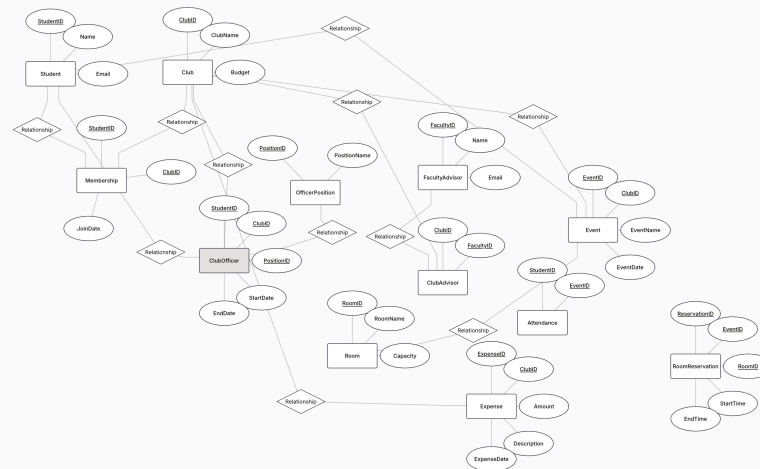 StudentID
Name
Student
Email
ClubID
ClubName
Club
Budget
Relationship
Relationship
Relationship
Relationship
Relationship
StudentID
Membership
ClubID
JoinDate
Relationship
PositionID
PositionName
OfficerPosition
FacultyID
Name
FacultyAdvisor
Email
EventID
ClubID
Event
EventName
EventDate
StudentID
ClubID
ClubOfficer
PositionID
StartDate
EndDate
Relationship
Relationship
Relationship
ClubID
FacultyID
ClubAdvisor
StudentID
EventID
Attendance
RoomID
RoomName
Room
Capacity
Relationship
ReservationID
EventID
RoomReservation
RoomID
StartTime
EndTime
ExpenseID
ClubID
Expense
Amount
Description
ExpenseDate
Relationship